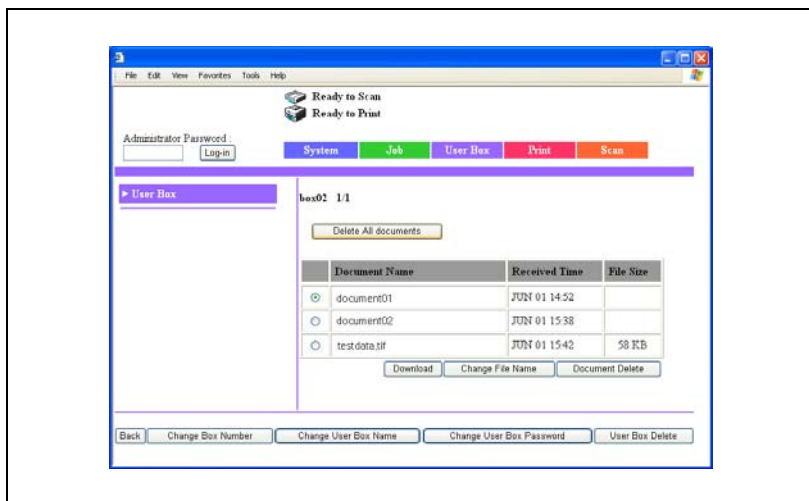 File Edit View Favorites Tools Help
Ready to Scan
Ready to Print
Administrator Password :
Log-in
System Job User Box Print Scan
User Box
box02 1/1
Delete All documents
Document Name Received Time File Size
document01 JUN 01 14:52
document02 JUN 01 15:38
testdata.tif JUN 01 15:42 58 KB
Download Change File Name Document Delete
Back Change Box Number Change User Box Name Change User Box Password User Box Delete